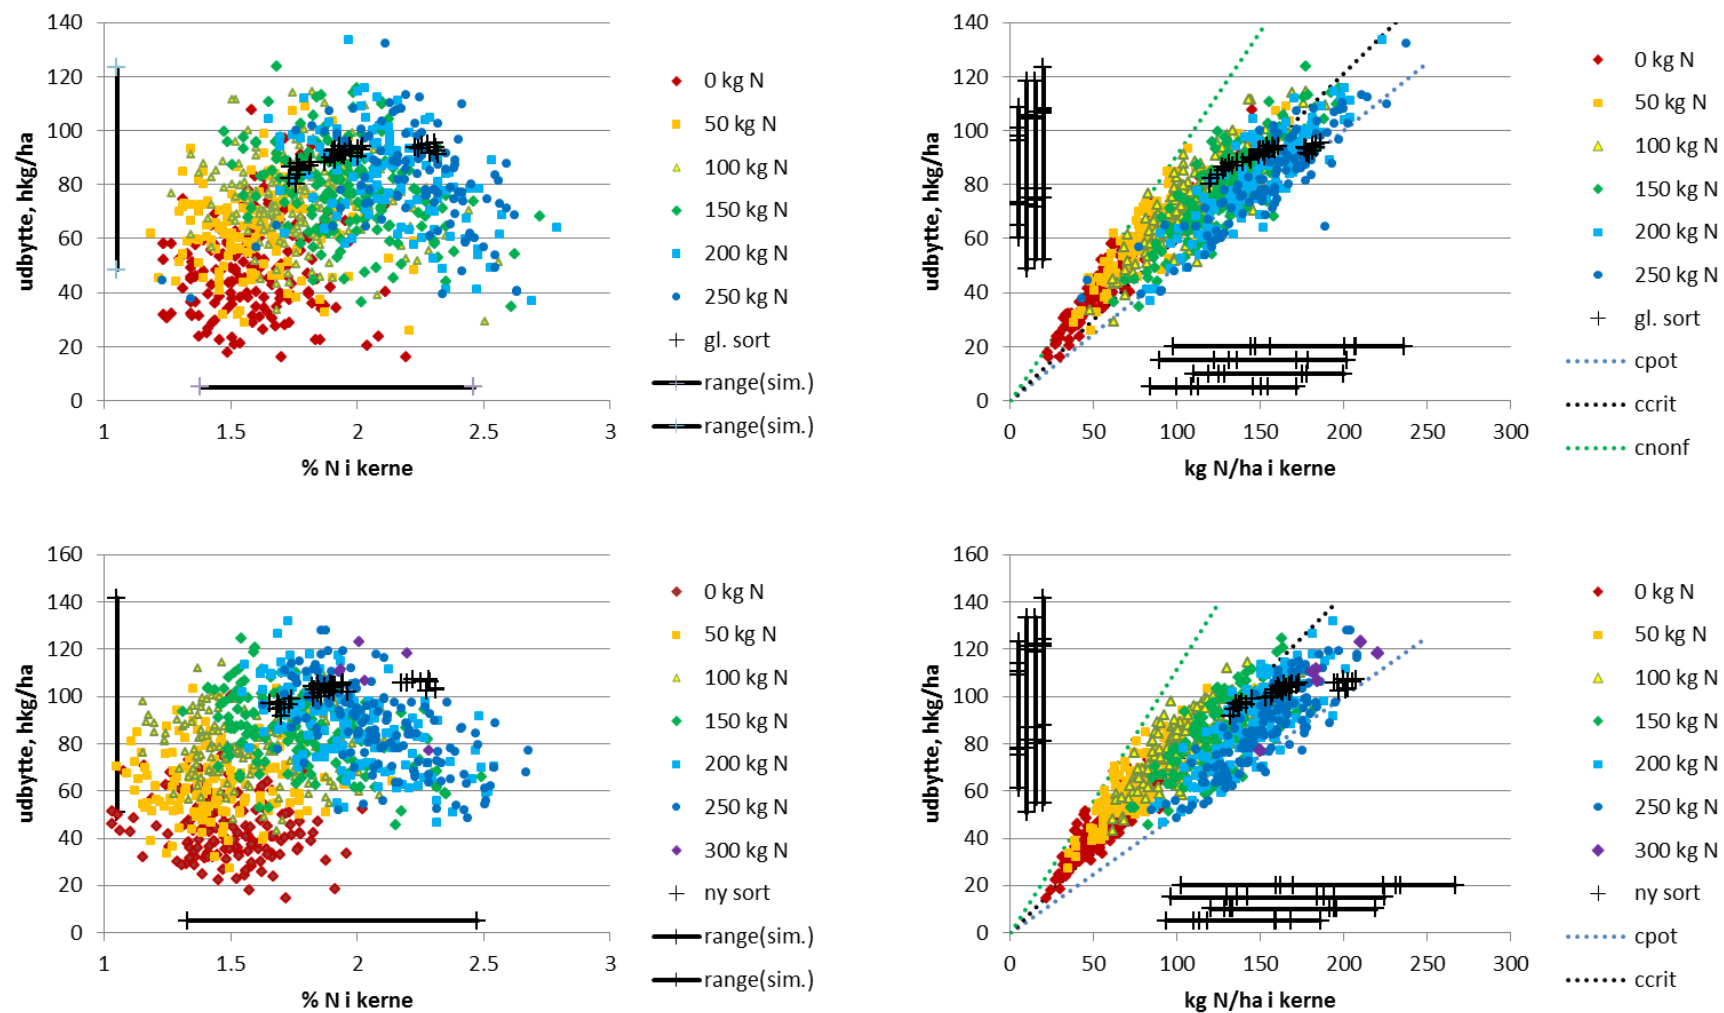 140
120
100
80
60
40
20
0
udbytte, hkg/ha
1
1.5
2
2.5
3
% N i kerne
0 kg N
50 kg N
100 kg N
150 kg N
200 kg N
250 kg N
gl. sort
range(sim.)
range(sim.)
140
120
100
80
60
40
20
0
udbytte, hkg/ha
0
50
100
150
200
250
300
kg N/ha i kerne
0 kg N
50 kg N
100 kg N
150 kg N
200 kg N
250 kg N
gl. sort
cpot
ccrit
cnonf
160
140
120
100
80
60
40
20
0
udbytte, hkg/ha
1
1.5
2
2.5
3
% N i kerne
0 kg N
50 kg N
100 kg N
150 kg N
200 kg N
250 kg N
300 kg N
ny sort
range(sim.)
range(sim.)
160
140
120
100
80
60
40
20
0
udbytte, hkg/ha
0
50
100
150
200
250
300
kg N/ha i kerne
0 kg N
50 kg N
100 kg N
150 kg N
200 kg N
250 kg N
300 kg N
ny sort
cpot
ccrit